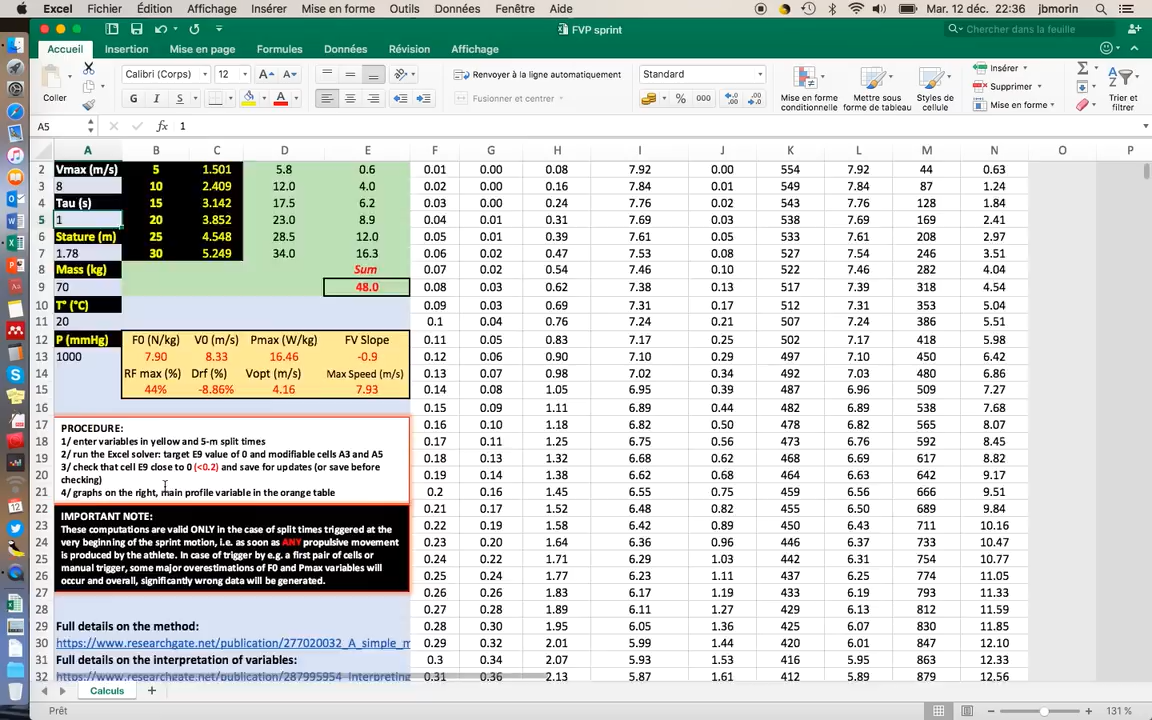 Excel Fichier Édition Affichage Insérer Mise en forme Outils Données Fenêtre Aide Mar. 12 déc. 22:36 jbmorin
FVP sprint Chercher dans la feuille
Accueil Insertion Mise en page Formules Données Révision Affichage
Coller Calibri (Corps) 12 A A Renvoyer à la ligne automatiquement Standard Insérer
G I S A Fusionner et centrer % 000 Mise en forme conditionnelle Mettre sous forme de tableau Styles de cellule Supprimer Mise en forme Trier et filtrer
A5 fx 1
A B C D E F G H I J K L M N O P
2 Vmax (m/s) 5 1.501 5.8 0.6 0.01 0.00 0.08 7.92 0.00 554 7.92 44 0.63
3 8 10 2.409 12.0 4.0 0.02 0.00 0.16 7.84 0.01 549 7.84 87 1.24
4 Tau (s) 15 3.142 17.5 6.2 0.03 0.00 0.24 7.76 0.02 543 7.76 128 1.84
5 1 20 3.852 23.0 8.9 0.04 0.01 0.31 7.69 0.03 538 7.69 169 2.41
6 Stature (m) 25 4.548 28.5 12.0 0.05 0.01 0.39 7.61 0.05 533 7.61 208 2.97
7 1.78 30 5.249 34.0 16.3 0.06 0.02 0.47 7.53 0.08 527 7.54 246 3.51
8 Mass (kg) Sum 0.07 0.02 0.54 7.46 0.10 522 7.46 282 4.04
9 70 48.0 0.08 0.03 0.62 7.38 0.13 517 7.39 318 4.54
10 T° (°C) 0.09 0.03 0.69 7.31 0.17 512 7.31 353 5.04
11 20 0.1 0.04 0.76 7.24 0.21 507 7.24 386 5.51
12 P (mmHg) F0 (N/kg) V0 (m/s) Pmax (W/kg) FV Slope 0.11 0.05 0.83 7.17 0.25 502 7.17 418 5.98
13 1000 7.90 8.33 16.46 -0.9 0.12 0.06 0.90 7.10 0.29 497 7.10 450 6.42
14 RF max (%) Drf (%) Vopt (m/s) Max Speed (m/s) 0.13 0.07 0.98 7.02 0.34 492 7.03 480 6.86
15 44% -8.86% 4.16 7.93 0.14 0.08 1.05 6.95 0.39 487 6.96 509 7.27
16 0.15 0.09 1.11 6.89 0.44 482 6.89 538 7.68
17 PROCEDURE: 0.16 0.10 1.18 6.82 0.50 478 6.82 565 8.07
18 1/ enter variables in yellow and 5-m split times 0.17 0.11 1.25 6.75 0.56 473 6.76 592 8.45
2/ run the Excel solver: target E9 value of 0 and modifiable cells A3 and A5
19 3/ check that cell E9 close to 0 (<0.2) and save for updates (or save before 0.18 0.13 1.32 6.68 0.62 468 6.69 617 8.82
20 checking) 0.19 0.14 1.38 6.62 0.68 464 6.63 642 9.17
21 4/ graphs on the right, main profile variable in the orange table 0.2 0.16 1.45 6.55 0.75 459 6.56 666 9.51
22 IMPORTANT NOTE: 0.21 0.17 1.52 6.48 0.82 455 6.50 689 9.84
23 These computations are valid ONLY in the case of split times triggered at the 0.22 0.19 1.58 6.42 0.89 450 6.43 711 10.16
24 very beginning of the sprint motion, i.e. as soon as ANY propulsive movement 0.23 0.20 1.64 6.36 0.96 446 6.37 733 10.47
25 is produced by the athlete. In case of trigger by e.g. a first pair of cells or 0.24 0.22 1.71 6.29 1.03 442 6.30 754 10.77
26 manual trigger, some major overestimations of F0 and Pmax variables will 0.25 0.24 1.77 6.23 1.11 437 6.24 774 11.05
occur and overall, significantly wrong data will be generated.
27 0.26 0.26 1.83 6.17 1.19 433 6.18 793 11.33
28 0.27 0.28 1.89 6.11 1.27 429 6.13 812 11.59
29 Full details on the method: 0.28 0.30 1.95 6.05 1.36 425 6.07 830 11.85
30 https://www.researchgate.net/publication/277020032_A_simple_m 0.29 0.32 2.01 5.99 1.44 420 6.01 847 12.10
31 Full details on the interpretation of variables: 0.3 0.34 2.07 5.93 1.53 416 5.95 863 12.33
32 https://www.researchgate.net/publication/287995954_Interpreting 0.31 0.36 2.13 5.87 1.61 412 5.89 879 12.56
Calculs
Prêt 131 %